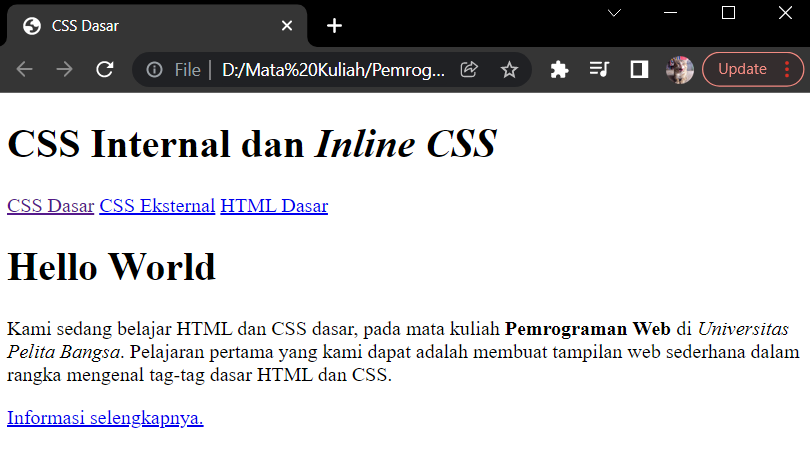 CSS Dasar
File
D:/Mata%20Kuliah/Pemrog...
Update
CSS Internal dan Inline CSS
CSS Dasar CSS Eksternal HTML Dasar
Hello World
Kami sedang belajar HTML dan CSS dasar, pada mata kuliah Pemrograman Web di Universitas
Pelita Bangsa. Pelajaran pertama yang kami dapat adalah membuat tampilan web sederhana dalam
rangka mengenal tag-tag dasar HTML dan CSS.
Informasi selengkapnya.